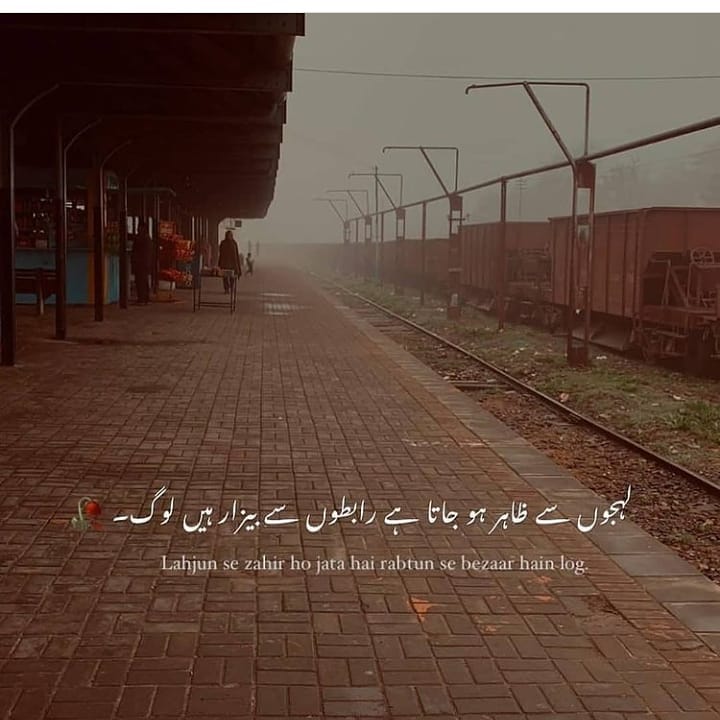 لہجوں سے ظاہر ہو جاتا ہے رابطوں سے بیزار ہیں لوگ۔ 🥀
Lahjun se zahir ho jata hai rabtun se bezaar hain log.